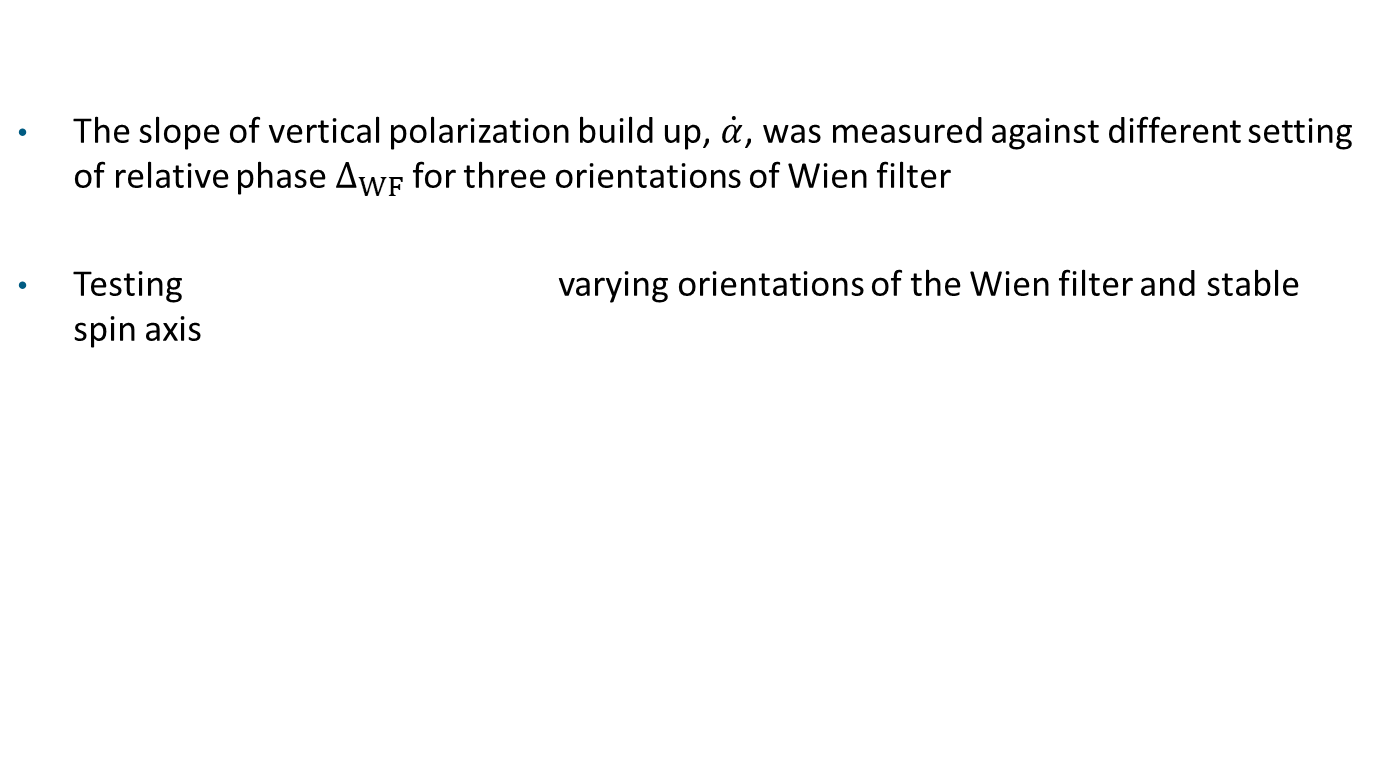 • The slope of vertical polarization build up, α̇, was measured against different setting
of relative phase Δ_WF for three orientations of Wien filter
• Testing varying orientations of the Wien filter and stable
spin axis